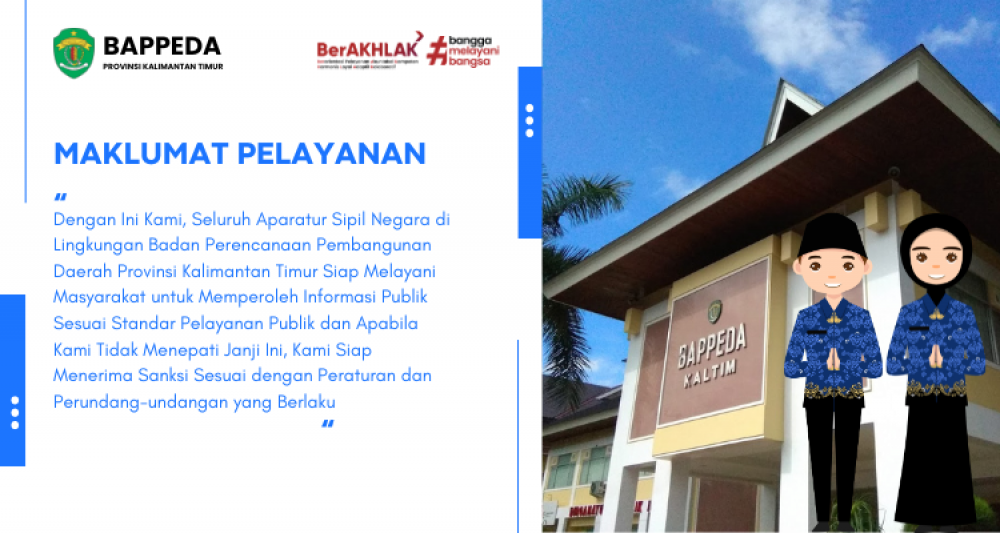 BAPPEDA
PROVINSI KALIMANTAN TIMUR
BerAKHLAK
#bangga
melayani
bangsa
MAKLUMAT PELAYANAN
“
Dengan Ini Kami, Seluruh Aparatur Sipil Negara di
Lingkungan Badan Perencanaan Pembangunan
Daerah Provinsi Kalimantan Timur Siap Melayani
Masyarakat untuk Memperoleh Informasi Publik
Sesuai Standar Pelayanan Publik dan Apabila
Kami Tidak Menepati Janji Ini, Kami Siap
Menerima Sanksi Sesuai dengan Peraturan dan
Perundang-undangan yang Berlaku
“
BAPPEDA
KALTIM